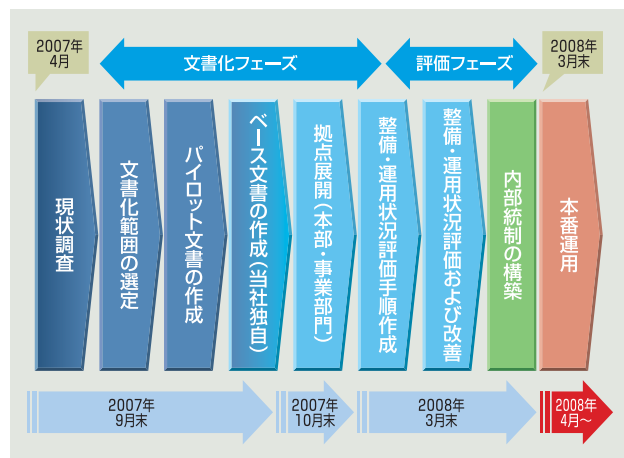 2007年
4月
文書化フェーズ
評価フェーズ
2008年
3月末
現状調査
文書化範囲の選定
パイロット文書の作成
ベース文書の作成（当社独自）
拠点展開（本部・事業部門）
整備・運用状況評価手順作成
整備・運用状況評価および改善
内部統制の構築
本番運用
2007年
9月末
2007年
10月末
2008年
3月末
2008年
4月～